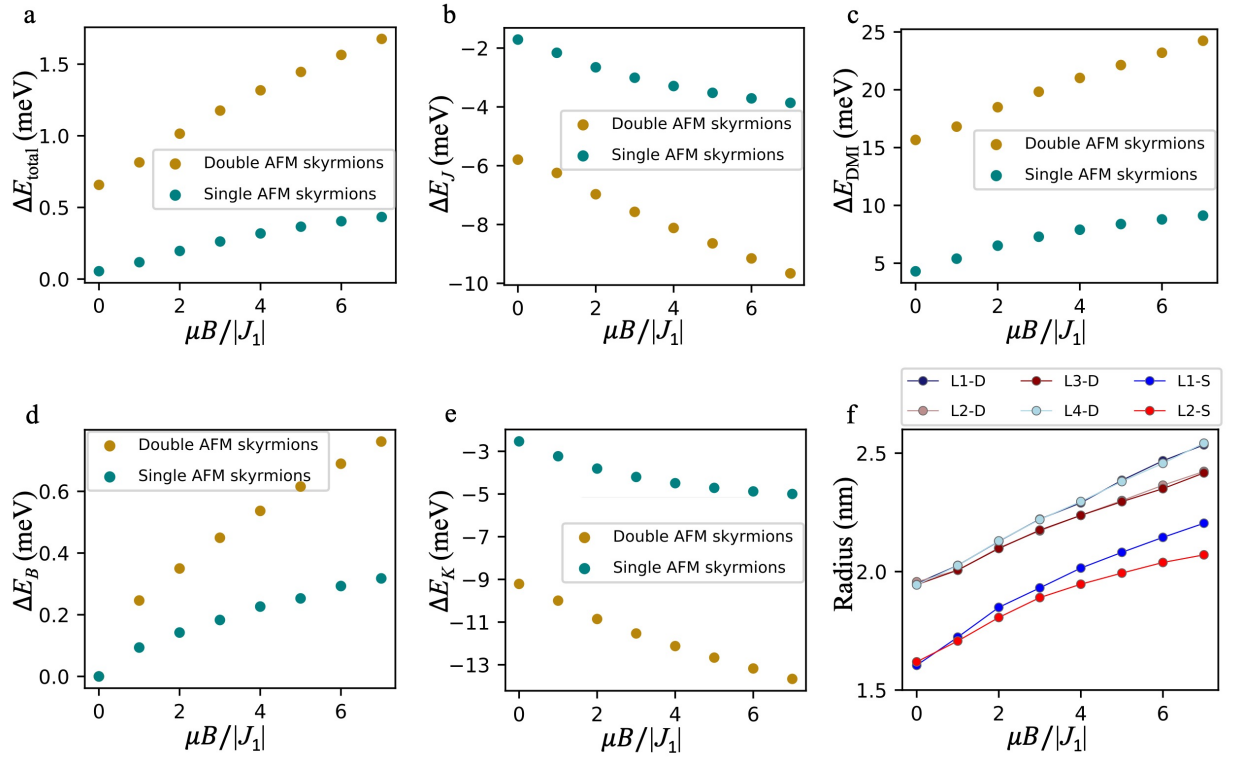 a
ΔE_total (meV)
1.5
1.0
0.5
0.0
Double AFM skyrmions
Single AFM skyrmions
0 2 4 6
μB/|J₁|
b
ΔE_J (meV)
−2
−4
−6
−8
−10
Double AFM skyrmions
Single AFM skyrmions
0 2 4 6
μB/|J₁|
c
ΔE_DMI (meV)
25
20
15
10
5
Double AFM skyrmions
Single AFM skyrmions
0 2 4 6
μB/|J₁|
d
ΔE_B (meV)
0.6
0.4
0.2
0.0
Double AFM skyrmions
Single AFM skyrmions
0 2 4 6
μB/|J₁|
e
ΔE_K (meV)
−3
−5
−7
−9
−11
−13
Double AFM skyrmions
Single AFM skyrmions
0 2 4 6
μB/|J₁|
L1-D L3-D L1-S
L2-D L4-D L2-S
f
Radius (nm)
2.5
2.0
1.5
0 2 4 6
μB/|J₁|